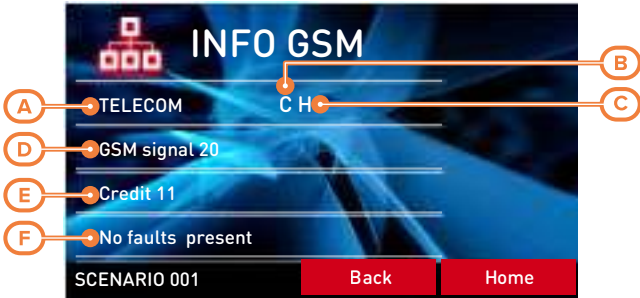 INFO GSM
B
A TELECOM C H C
D GSM signal 20
E Credit 11
F No faults present
SCENARIO 001 Back Home